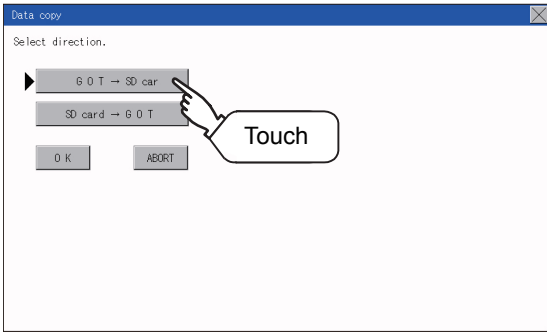 Data copy
Select direction.
G O T → SD car
SD card → G O T
Touch
O K
ABORT